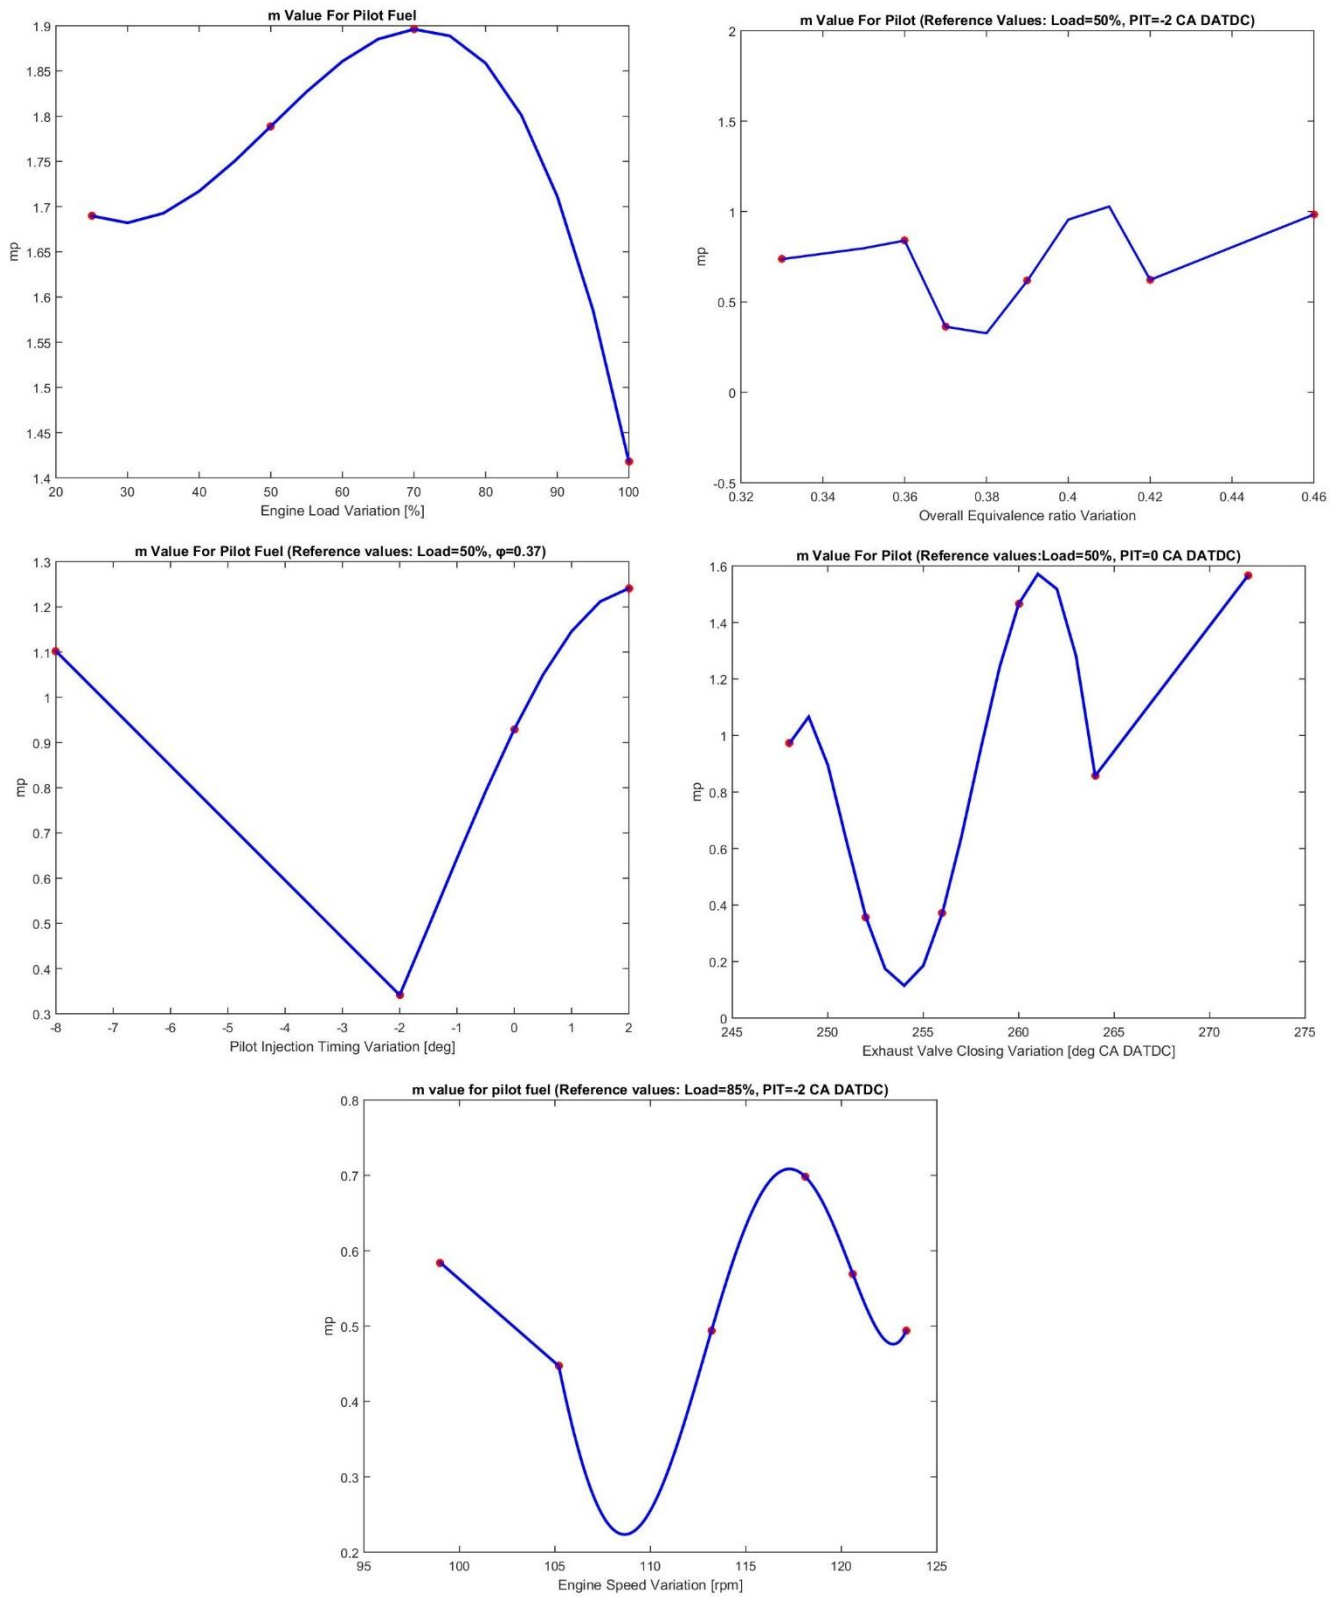 m Value For Pilot Fuel
1.9
1.85
1.8
1.75
1.7
1.65
1.6
1.55
1.5
1.45
1.4
mp
20 30 40 50 60 70 80 90 100
Engine Load Variation [%]
m Value For Pilot (Reference Values: Load=50%, PIT=-2 CA DATDC)
2
1.5
1
0.5
0
-0.5
mp
0.32 0.34 0.36 0.38 0.4 0.42 0.44 0.46
Overall Equivalence ratio Variation
m Value For Pilot Fuel (Reference values: Load=50%, φ=0.37)
1.3
1.2
1.1
1
0.9
0.8
0.7
0.6
0.5
0.4
0.3
mp
-8 -7 -6 -5 -4 -3 -2 -1 0 1 2
Pilot Injection Timing Variation [deg]
m Value For Pilot (Reference values:Load=50%, PIT=0 CA DATDC)
1.6
1.4
1.2
1
0.8
0.6
0.4
0.2
0
mp
245 250 255 260 265 270 275
Exhaust Valve Closing Variation [deg CA DATDC]
m value for pilot fuel (Reference values: Load=85%, PIT=-2 CA DATDC)
0.8
0.7
0.6
0.5
0.4
0.3
0.2
mp
95 100 105 110 115 120 125
Engine Speed Variation [rpm]